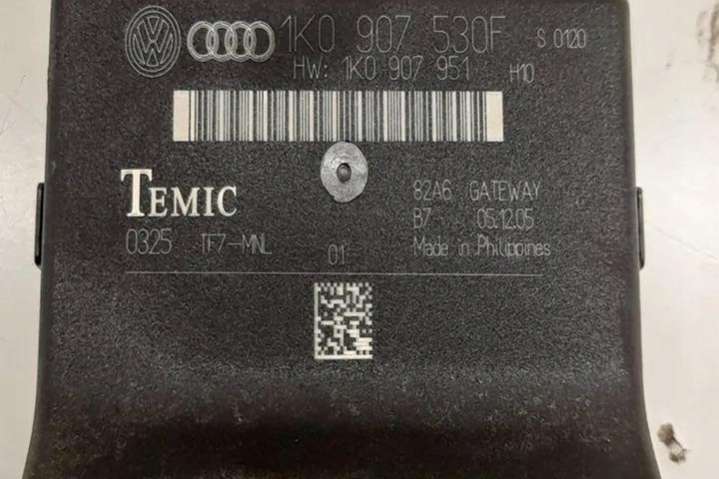 1K0 907 530F S 0120
HW: 1K0 907 951 H10
TEMIC
82A6 GATEWAY
B7 05.12.05
0325 TF7-MNL 01 Made in Philippines